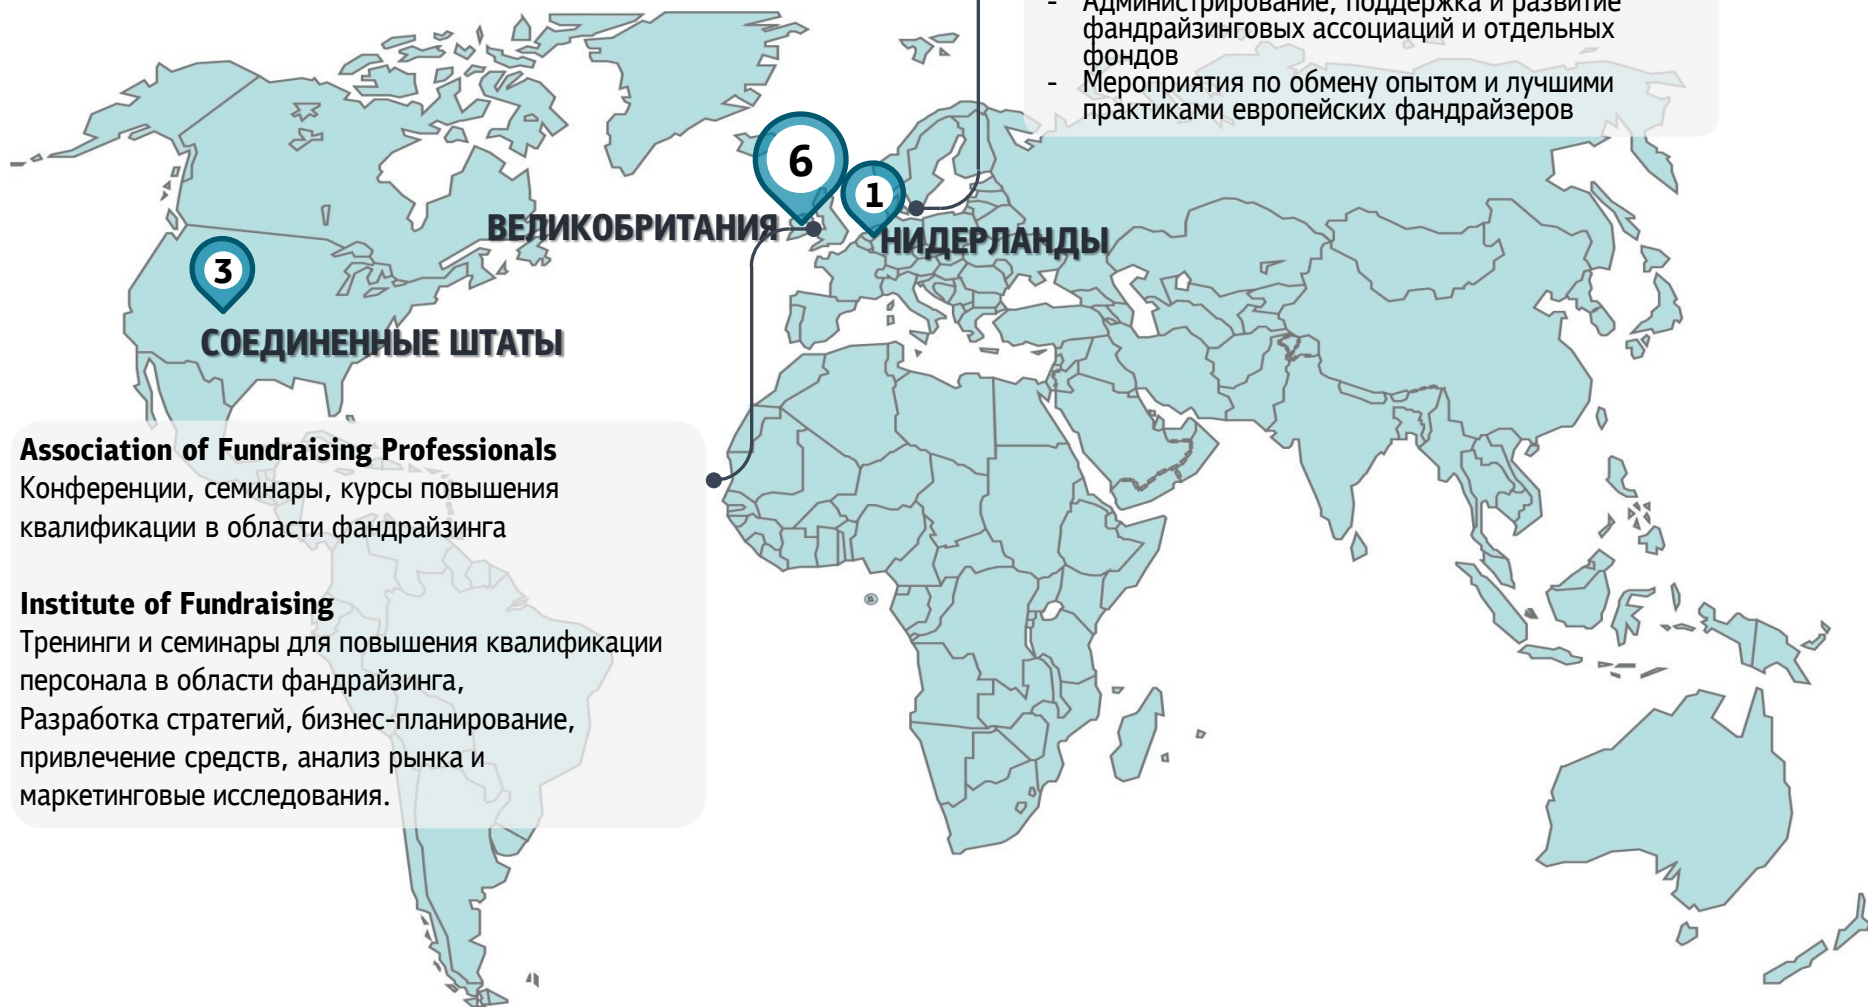 - Администрирование, поддержка и развитие
фандрайзинговых ассоциаций и отдельных
фондов
- Мероприятия по обмену опытом и лучшими
практиками европейских фандрайзеров
6
1
ВЕЛИКОБРИТАНИЯ
НИДЕРЛАНДЫ
3
СОЕДИНЕННЫЕ ШТАТЫ
Association of Fundraising Professionals
Конференции, семинары, курсы повышения
квалификации в области фандрайзинга
Institute of Fundraising
Тренинги и семинары для повышения квалификации
персонала в области фандрайзинга,
Разработка стратегий, бизнес-планирование,
привлечение средств, анализ рынка и
маркетинговые исследования.